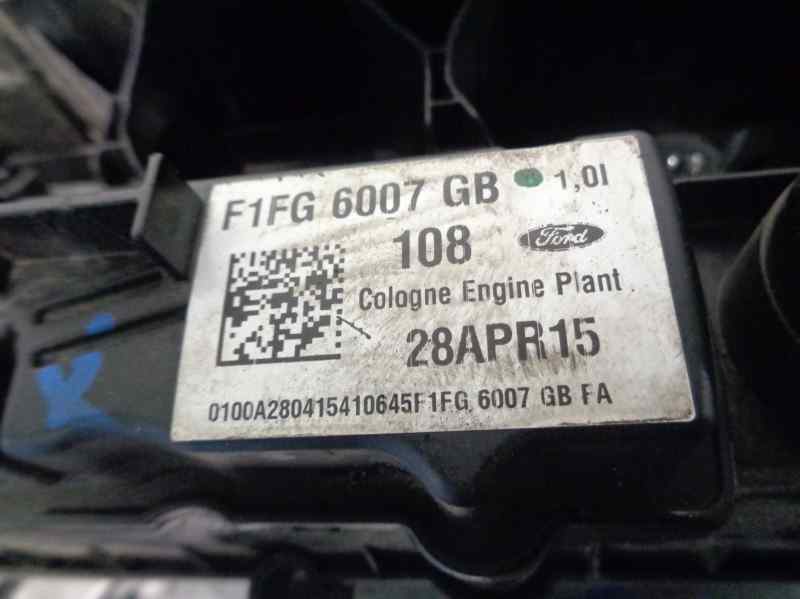 F1FG 6007 GB 1,0l
108 Ford
Cologne Engine Plant
28APR15
0100A280415410645F1FG 6007 GB FA